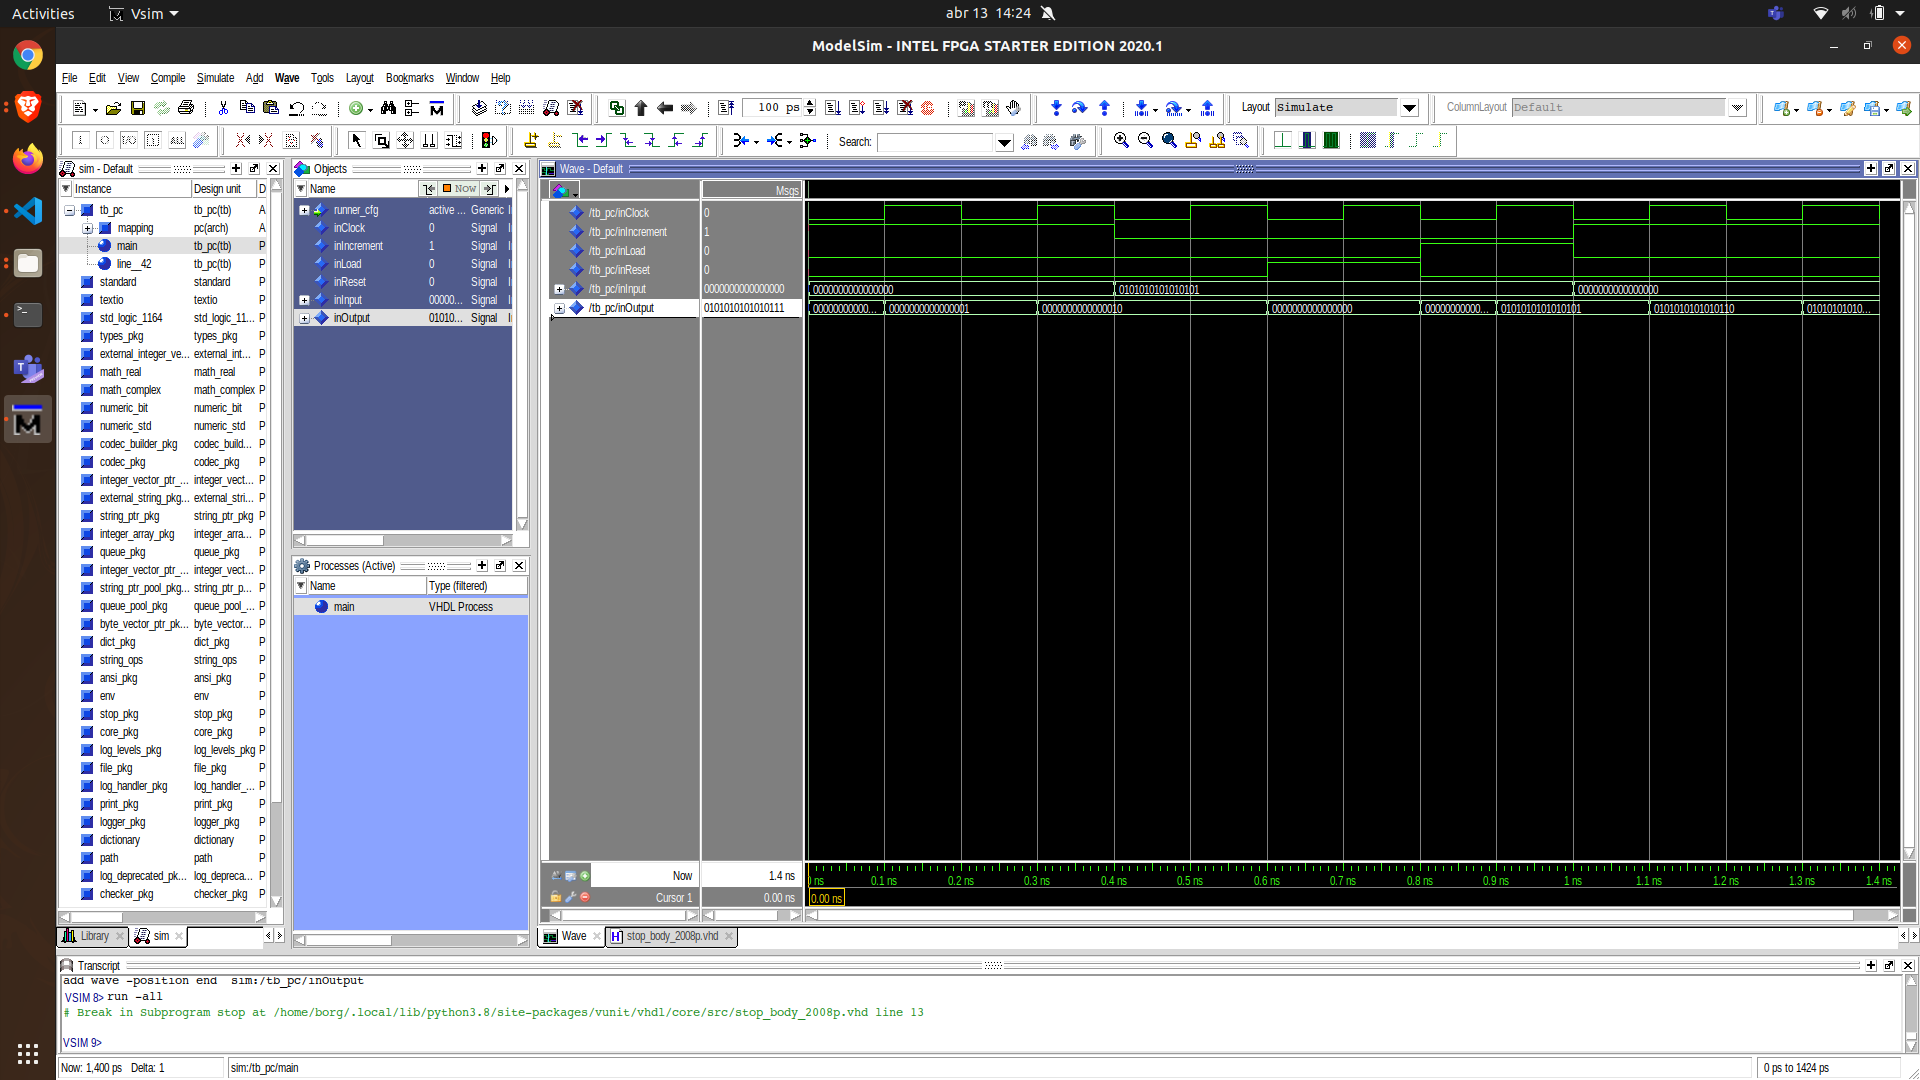 Activities
Vsim
abr 13 14:24
ModelSim - INTEL FPGA STARTER EDITION 2020.1
File Edit View Compile Simulate Add Wave Tools Layout Bookmarks Window Help
100 ps
Layout Simulate
ColumnLayout Default
Search:
sim - Default
Instance Design unit D
tb_pc tb_pc(tb) A
mapping pc(arch) P
main tb_pc(tb) P
line__42 tb_pc(tb) P
standard standard P
textio textio P
std_logic_1164 std_logic_11... P
types_pkg types_pkg P
external_integer_ve... external_int... P
math_real math_real P
math_complex math_complex P
numeric_bit numeric_bit P
numeric_std numeric_std P
codec_builder_pkg codec_build... P
codec_pkg codec_pkg P
integer_vector_ptr_... integer_vect... P
external_string_pkg... external_stri... P
string_ptr_pkg string_ptr_pkg P
integer_array_pkg integer_arra... P
queue_pkg queue_pkg P
integer_vector_ptr_... integer_vect... P
string_ptr_pool_pkg... string_ptr_p... P
queue_pool_pkg queue_pool_... P
byte_vector_ptr_pk... byte_vector... P
dict_pkg dict_pkg P
string_ops string_ops P
ansi_pkg ansi_pkg P
env env P
stop_pkg stop_pkg P
core_pkg core_pkg P
log_levels_pkg log_levels_pkg P
file_pkg file_pkg P
log_handler_pkg log_handler_... P
print_pkg print_pkg P
logger_pkg logger_pkg P
dictionary dictionary P
path path P
log_deprecated_pk... log_depreca... P
checker_pkg checker_pkg P
Library sim
Objects
Name Now
runner_cfg active ... Generic
inClock 0 Signal
inIncrement 1 Signal
inLoad 0 Signal
inReset 0 Signal
inInput 00000... Signal
inOutput 01010... Signal
Processes (Active)
Name Type (filtered)
main VHDL Process
Wave - Default
Msgs
/tb_pc/inClock 0
/tb_pc/inIncrement 1
/tb_pc/inLoad 0
/tb_pc/inReset 0
/tb_pc/inInput 0000000000000000 0000000000000000 0101010101010101 0000000000000000
/tb_pc/inOutput 0101010101010111 00000000000... 0000000000000001 0000000000000010 0000000000000000 00000000000... 0101010101010101 0101010101010110 01010101010...
Now 1.4 ns
ns 0.1 ns 0.2 ns 0.3 ns 0.4 ns 0.5 ns 0.6 ns 0.7 ns 0.8 ns 0.9 ns 1 ns 1.1 ns 1.2 ns 1.3 ns 1.4 ns
Cursor 1 0.00 ns
0.00 ns
Wave stop_body_2008p.vhd
Transcript
add wave -position end sim:/tb_pc/inOutput
VSIM 8> run -all
# Break in Subprogram stop at /home/borg/.local/lib/python3.8/site-packages/vunit/vhdl/core/src/stop_body_2008p.vhd line 13
VSIM 9>
Now: 1,400 ps Delta: 1
sim:/tb_pc/main
0 ps to 1424 ps